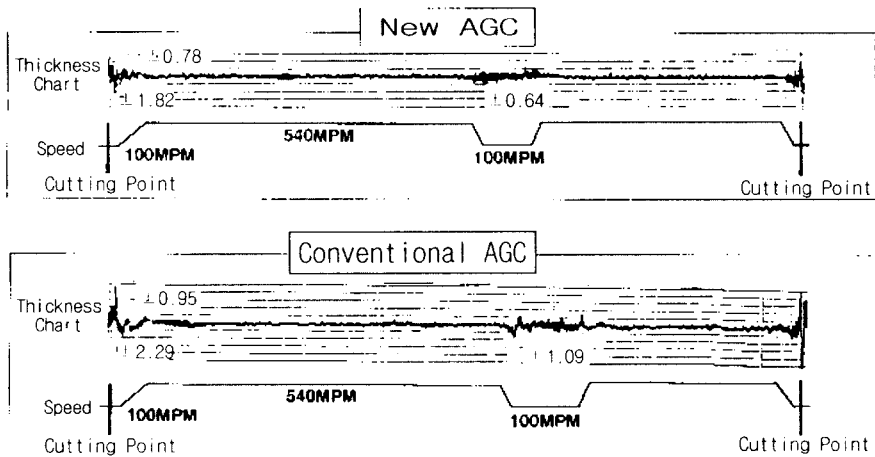 New AGC
Thickness Chart
±0.78
±1.82
±0.64
Speed
100MPM
540MPM
100MPM
Cutting Point
Cutting Point
Conventional AGC
Thickness Chart
±0.95
±2.29
±1.09
Speed
100MPM
540MPM
100MPM
Cutting Point
Cutting Point